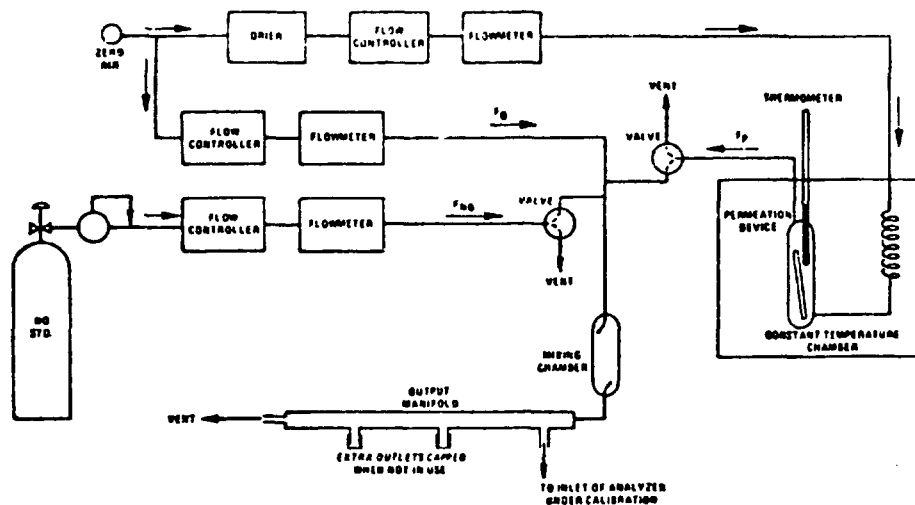 ZERO
AIR
DRIER
FLOW
CONTROLLER
FLOWMETER
FLOW
CONTROLLER
FLOWMETER
F₀
VENT
VALVE
F_P
THERMOMETER
FLOW
CONTROLLER
FLOWMETER
F_NO
VALVE
VENT
NO
STD.
PERMEATION
DEVICE
CONSTANT TEMPERATURE
CHAMBER
MIXING
CHAMBER
OUTPUT
MANIFOLD
VENT
EXTRA OUTLETS CAPPED
WHEN NOT IN USE
TO INLET OF ANALYZER
UNDER CALIBRATION